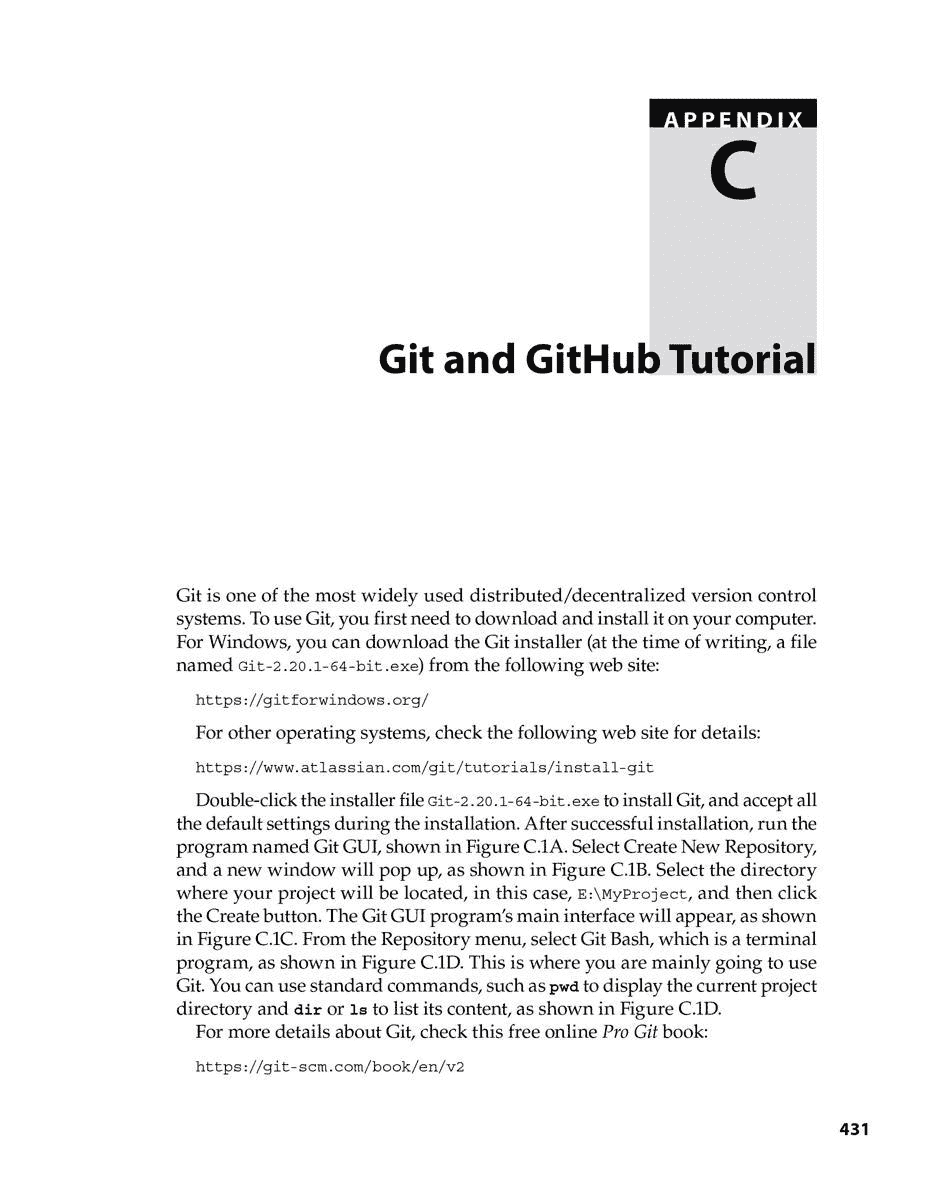 APPENDIX
C
Git and GitHub Tutorial
Git is one of the most widely used distributed/decentralized version control
systems. To use Git, you first need to download and install it on your computer.
For Windows, you can download the Git installer (at the time of writing, a file
named Git-2.20.1-64-bit.exe) from the following web site:
https://gitforwindows.org/
For other operating systems, check the following web site for details:
https://www.atlassian.com/git/tutorials/install-git
Double-click the installer file Git-2.20.1-64-bit.exe to install Git, and accept all
the default settings during the installation. After successful installation, run the
program named Git GUI, shown in Figure C.1A. Select Create New Repository,
and a new window will pop up, as shown in Figure C.1B. Select the directory
where your project will be located, in this case, E:\MyProject, and then click
the Create button. The Git GUI program's main interface will appear, as shown
in Figure C.1C. From the Repository menu, select Git Bash, which is a terminal
program, as shown in Figure C.1D. This is where you are mainly going to use
Git. You can use standard commands, such as pwd to display the current project
directory and dir or ls to list its content, as shown in Figure C.1D.
For more details about Git, check this free online Pro Git book:
https://git-scm.com/book/en/v2
431